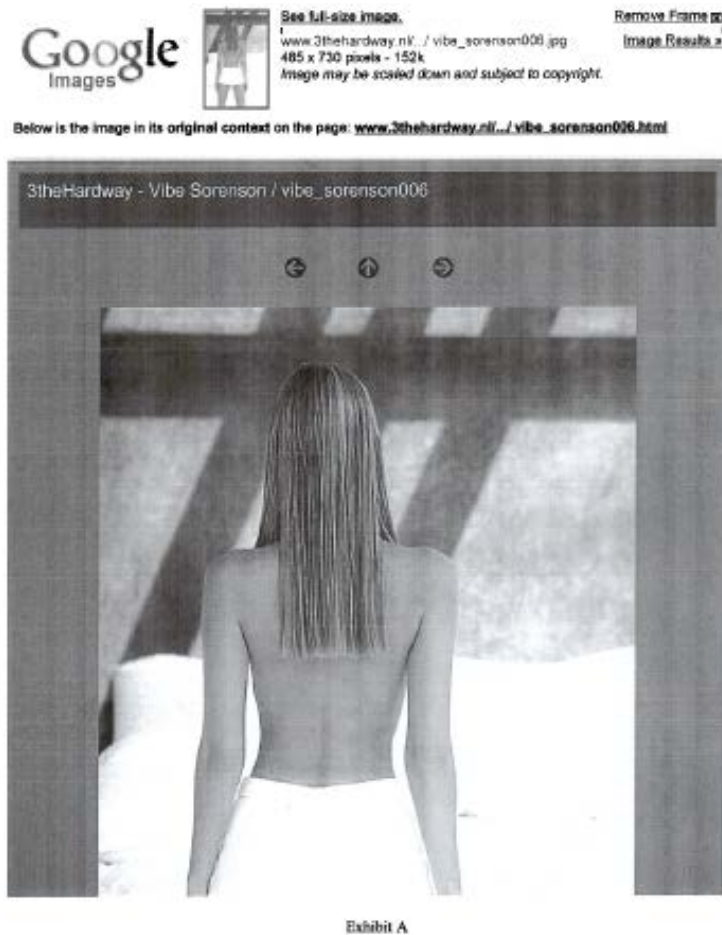 Google
Images
See full-size image.
www.3thehardway.nl/.../ vibe_sorenson006.jpg
485 x 730 pixels - 152k
Image may be scaled down and subject to copyright.
Remove Frame
Image Results »
Below is the image in its original context on the page: www.3thehardway.nl/.../ vibe_sorenson006.html
3theHardway - Vibe Sorenson / vibe_sorenson006
Exhibit A